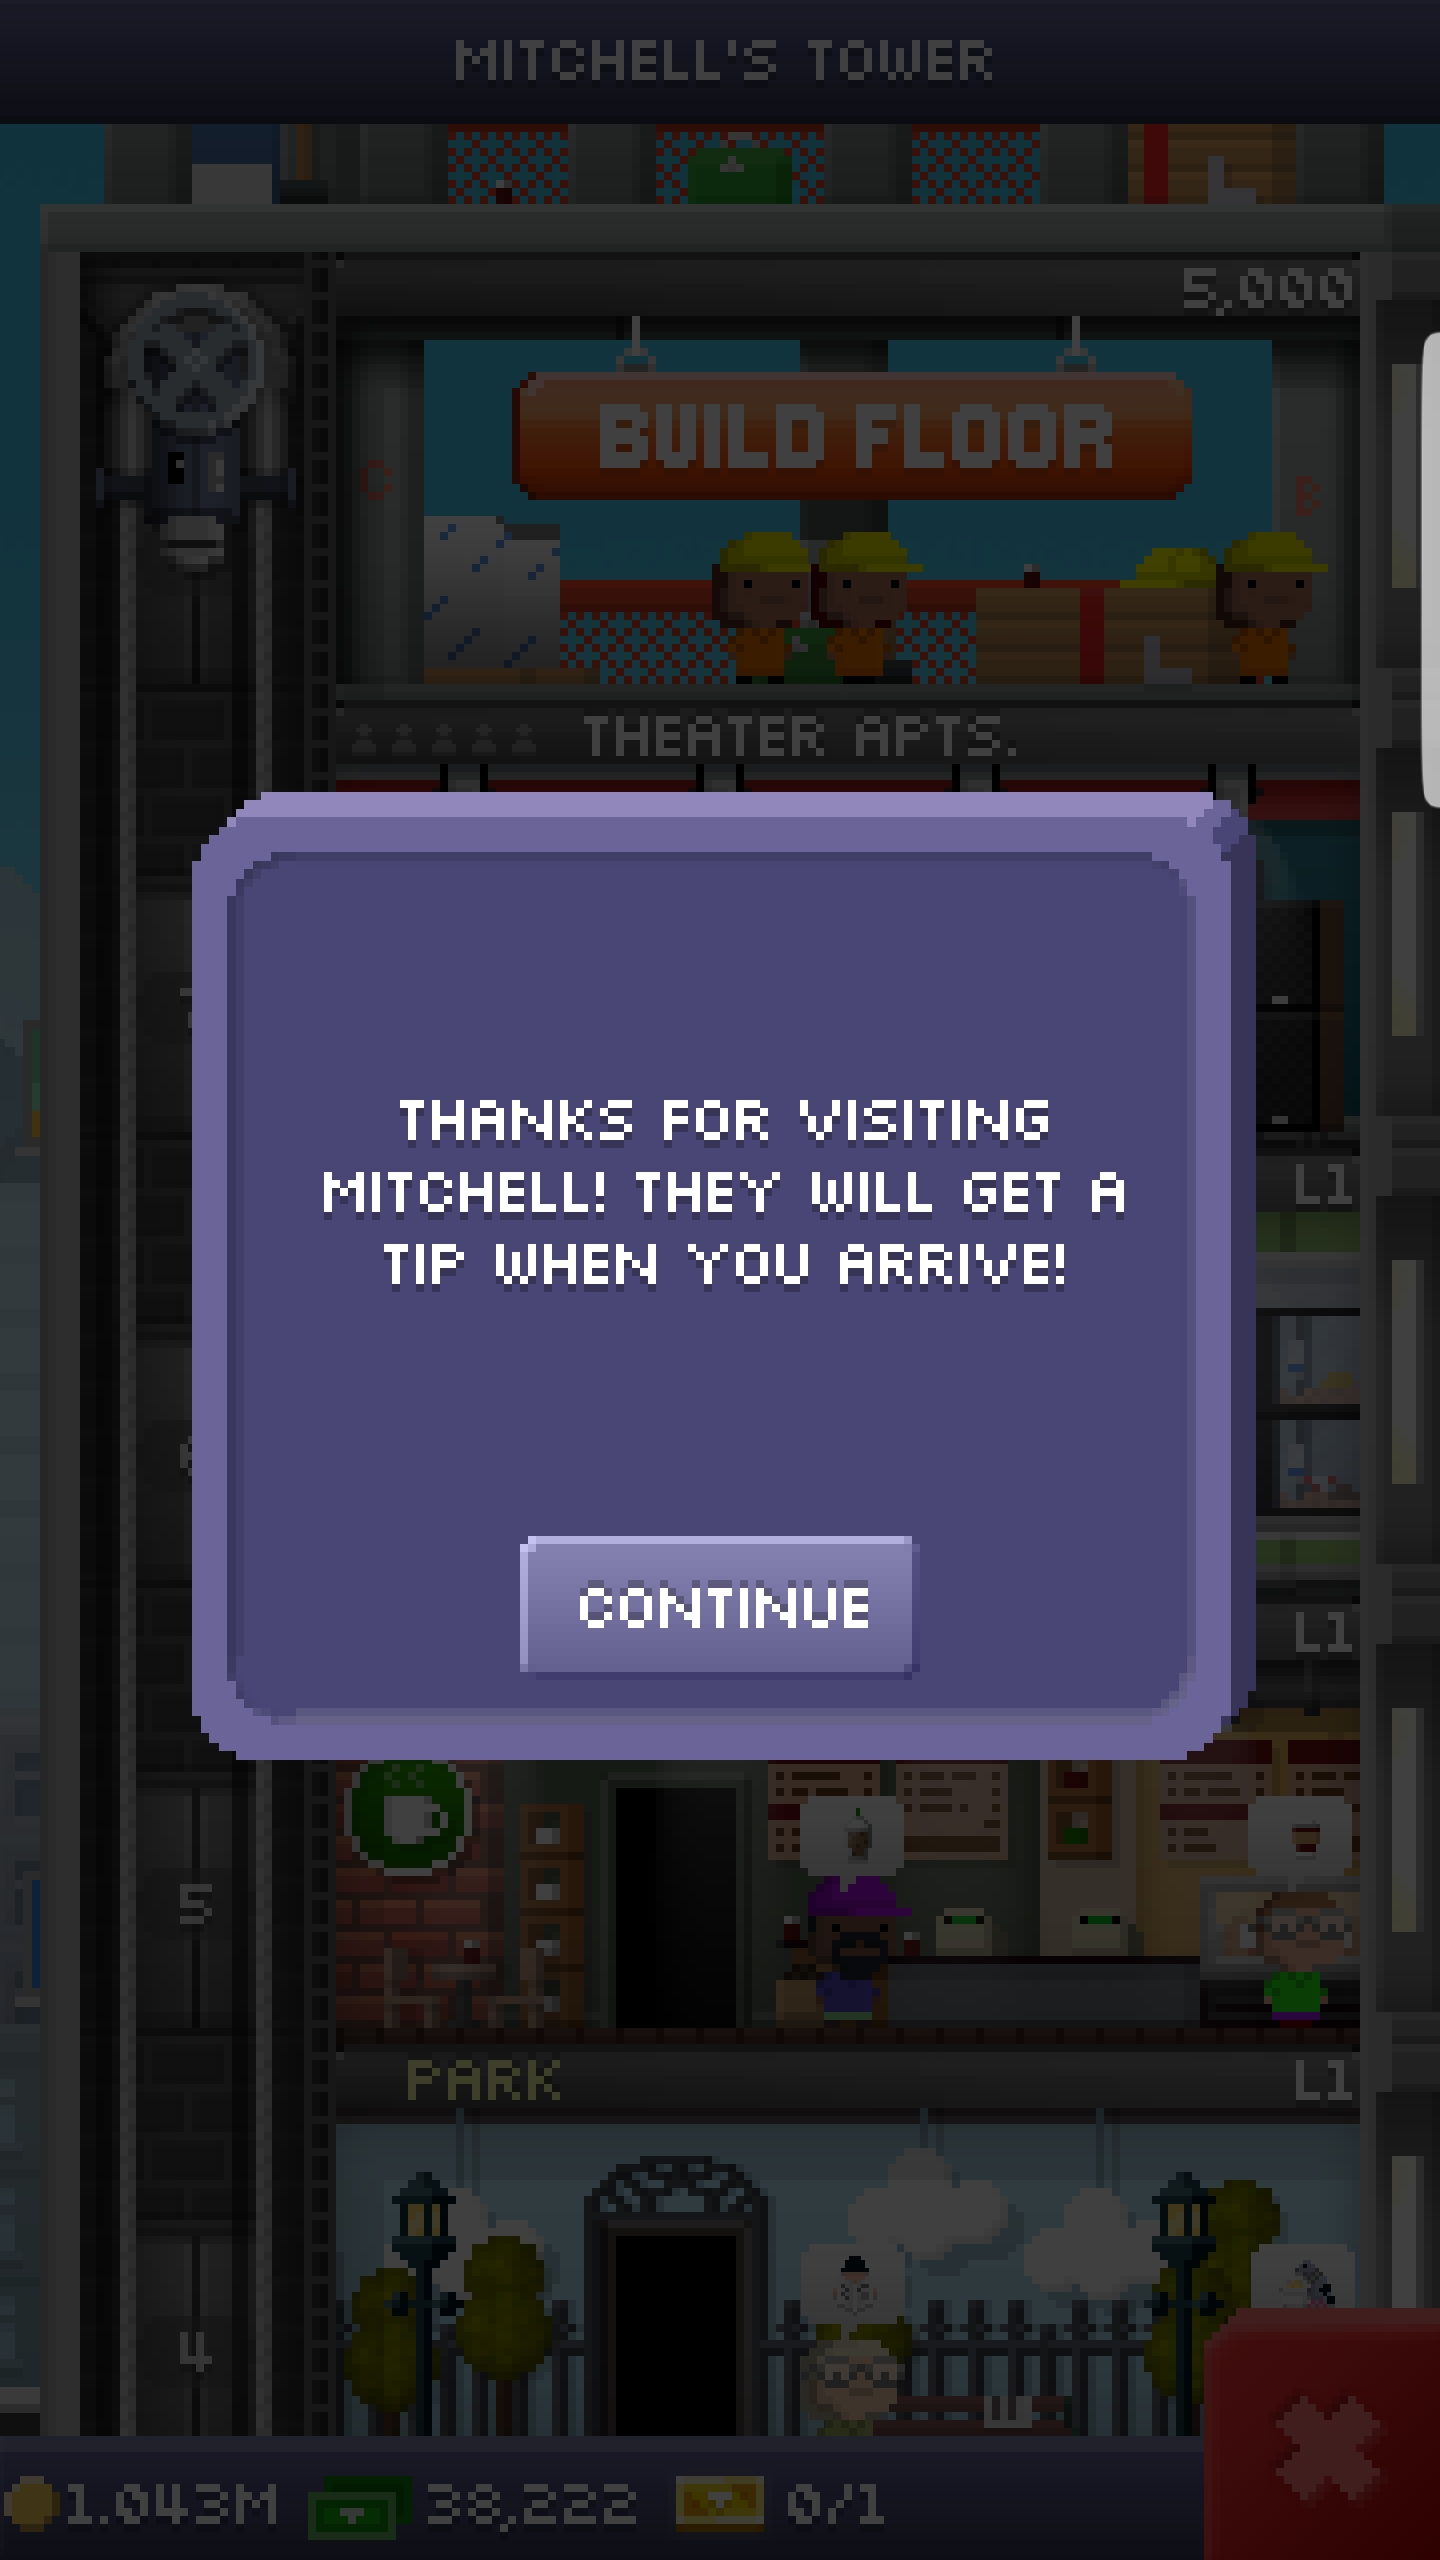 MITCHELL'S TOWER
5,000
BUILD FLOOR
C
B
THEATER APTS.
THANKS FOR VISITING
MITCHELL! THEY WILL GET A
TIP WHEN YOU ARRIVE!
L1
CONTINUE
L1
5
PARK
L1
4
1.043M
38,222
0/1